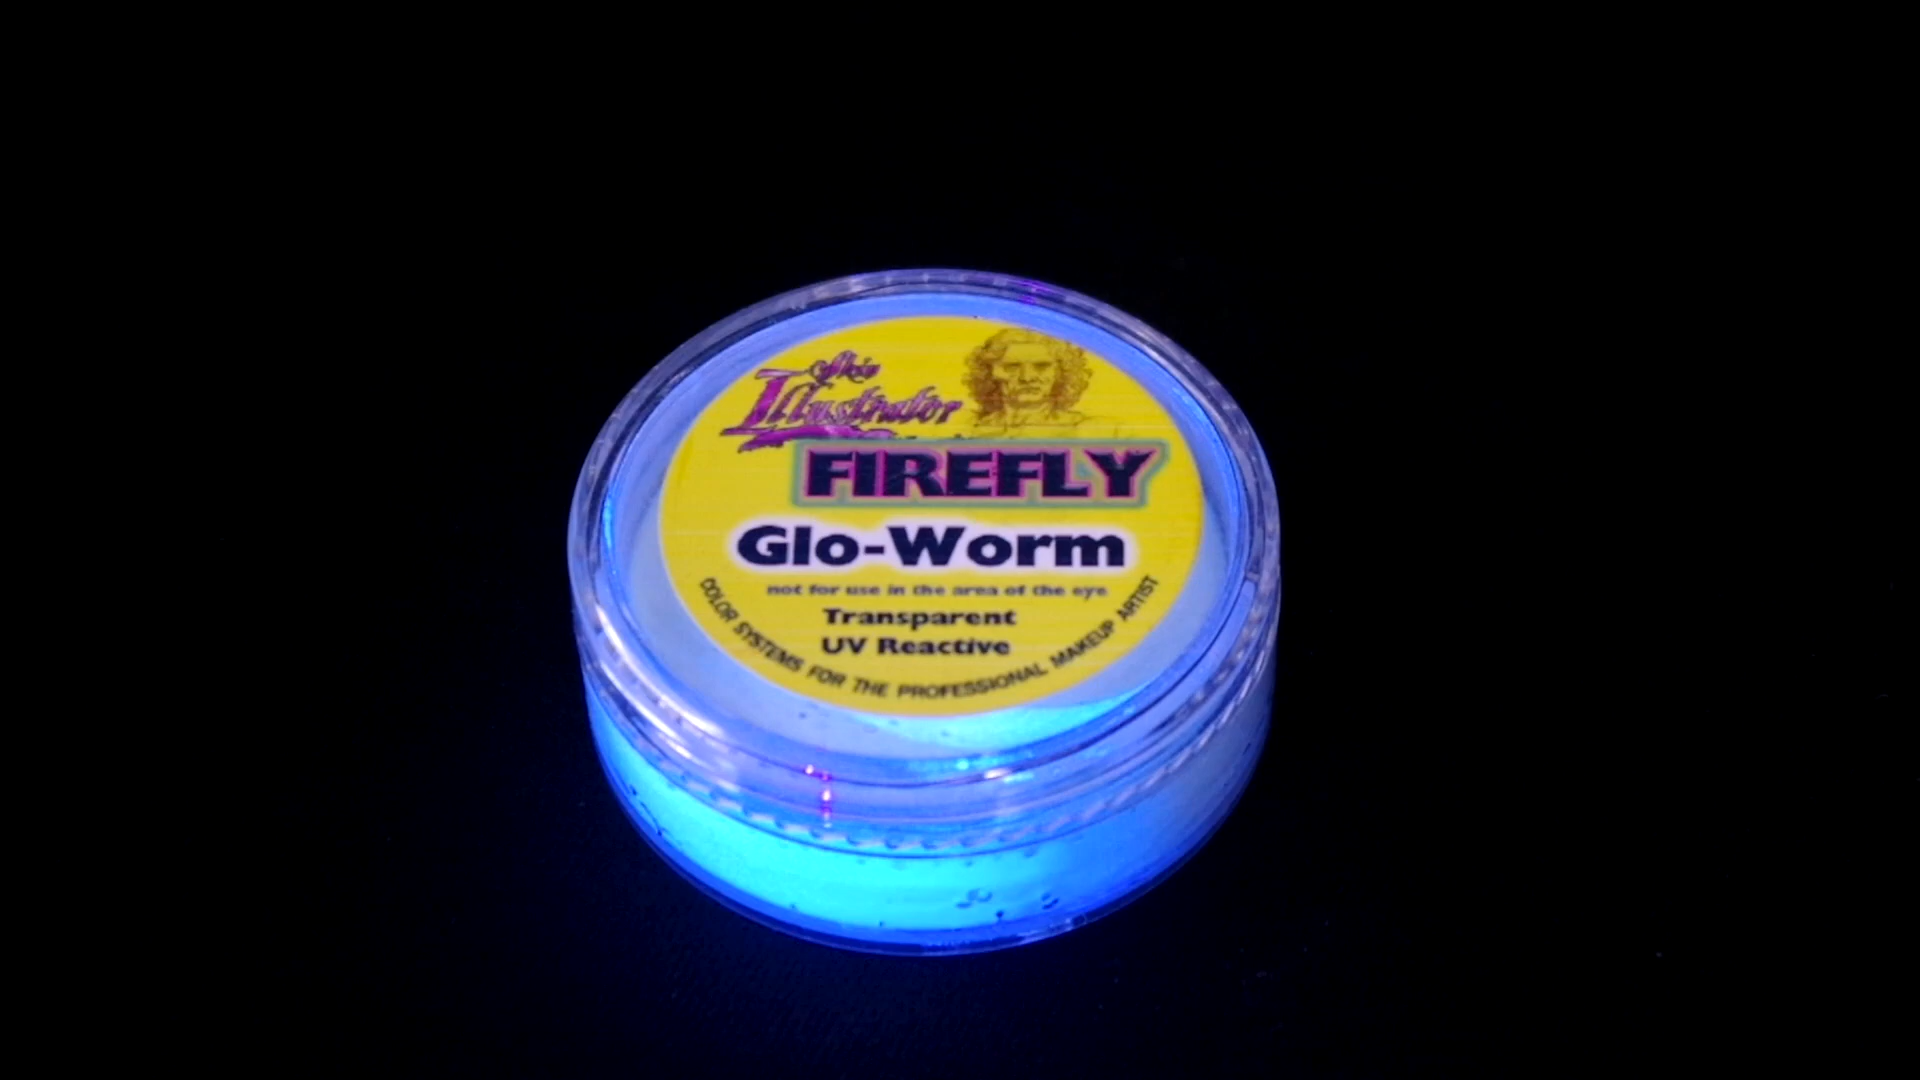 Skin
Illustrator
FIREFLY
Glo-Worm
not for use in the area of the eye
Transparent
UV Reactive
COLOR SYSTEMS FOR THE PROFESSIONAL MAKEUP ARTIST